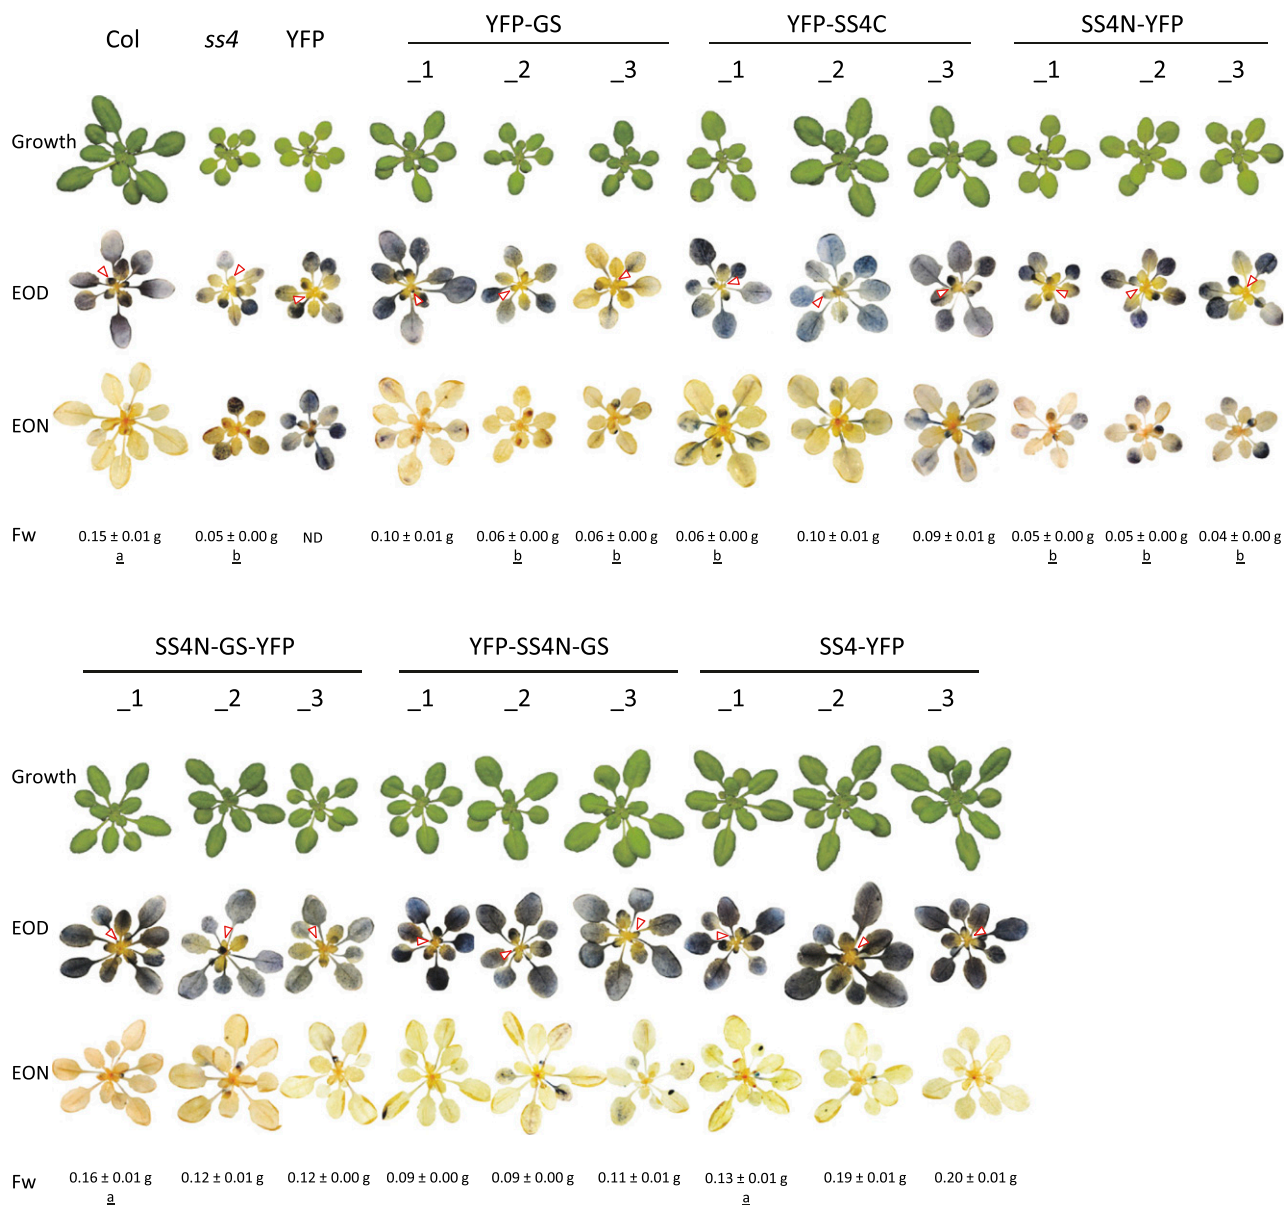 Col ss4 YFP YFP-GS YFP-SS4C SS4N-YFP
_1 _2 _3 _1 _2 _3 _1 _2 _3
Growth
EOD
EON
Fw 0.15 ± 0.01 g 0.05 ± 0.00 g ND 0.10 ± 0.01 g 0.06 ± 0.00 g 0.06 ± 0.00 g 0.06 ± 0.00 g 0.10 ± 0.01 g 0.09 ± 0.01 g 0.05 ± 0.00 g 0.05 ± 0.00 g 0.04 ± 0.00 g
a b b b b b b b
SS4N-GS-YFP YFP-SS4N-GS SS4-YFP
_1 _2 _3 _1 _2 _3 _1 _2 _3
Growth
EOD
EON
Fw 0.16 ± 0.01 g 0.12 ± 0.01 g 0.12 ± 0.00 g 0.09 ± 0.00 g 0.09 ± 0.00 g 0.11 ± 0.01 g 0.13 ± 0.01 g 0.19 ± 0.01 g 0.20 ± 0.01 g
a a